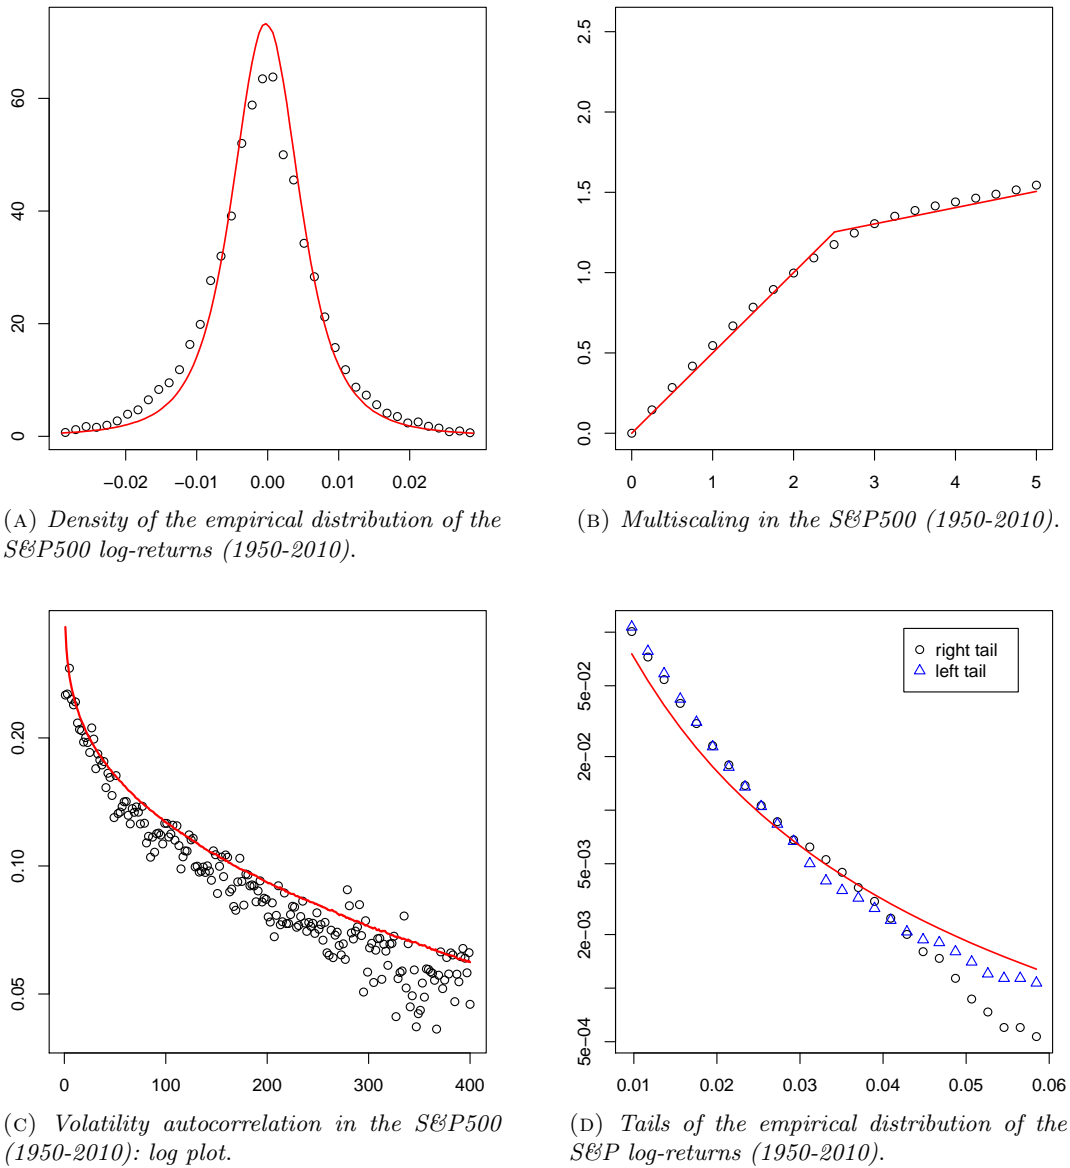 60
40
20
0
−0.02 −0.01 0.00 0.01 0.02
(A) Density of the empirical distribution of the
S&P500 log-returns (1950-2010).
2.5
2.0
1.5
1.0
0.5
0.0
0 1 2 3 4 5
(B) Multiscaling in the S&P500 (1950-2010).
0.20
0.10
0.05
0 100 200 300 400
(C) Volatility autocorrelation in the S&P500
(1950-2010): log plot.
right tail
left tail
5e−02
2e−02
5e−03
2e−03
5e−04
0.01 0.02 0.03 0.04 0.05 0.06
(D) Tails of the empirical distribution of the
S&P log-returns (1950-2010).